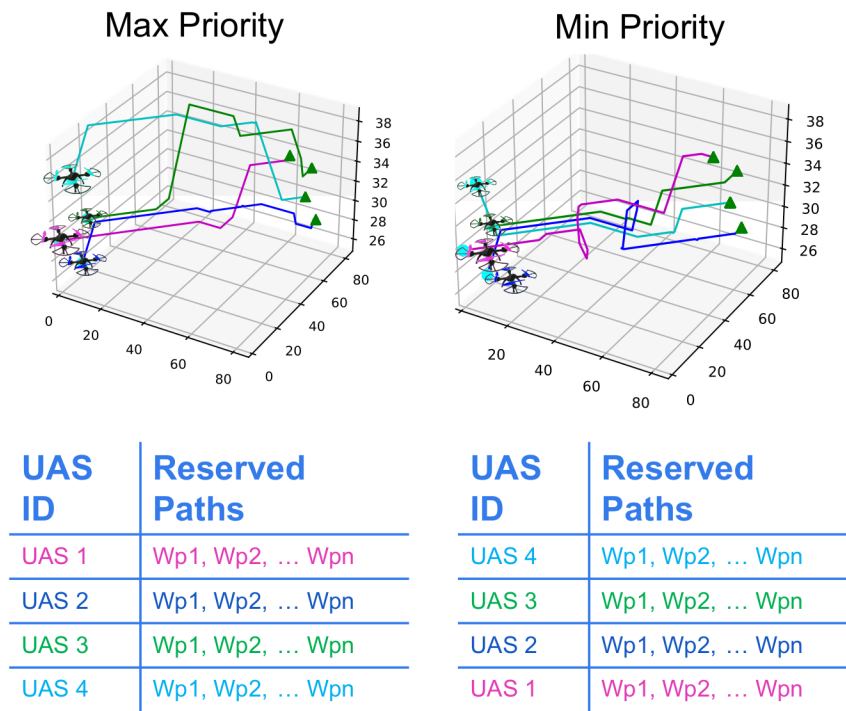 Max Priority
Min Priority
38
36
34
32
30
28
26
80
60
40
20
0
0
20
40
60
80
38
36
34
32
30
28
26
80
60
40
20
0
20
40
60
80
UAS ID Reserved Paths
UAS 1 Wp1, Wp2, … Wpn
UAS 2 Wp1, Wp2, … Wpn
UAS 3 Wp1, Wp2, … Wpn
UAS 4 Wp1, Wp2, … Wpn
UAS ID Reserved Paths
UAS 4 Wp1, Wp2, … Wpn
UAS 3 Wp1, Wp2, … Wpn
UAS 2 Wp1, Wp2, … Wpn
UAS 1 Wp1, Wp2, … Wpn